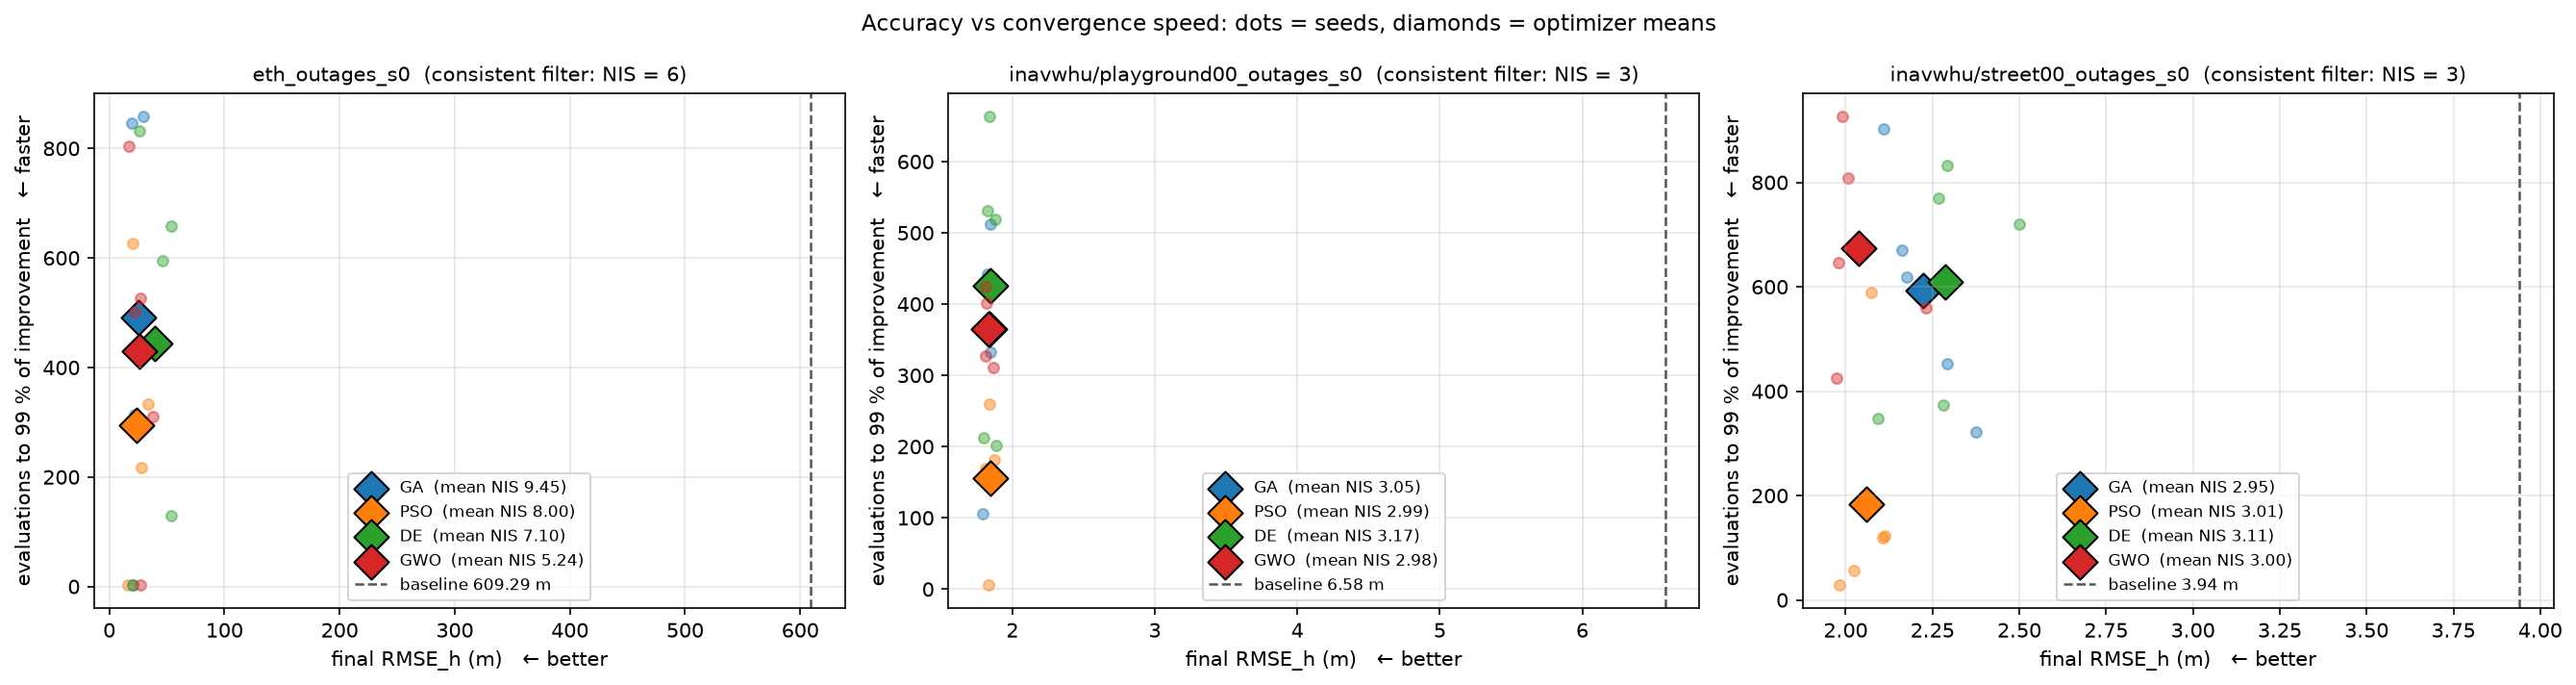 Accuracy vs convergence speed: dots = seeds, diamonds = optimizer means
eth_outages_s0  (consistent filter: NIS = 6)
evaluations to 99 % of improvement   ← faster
800
600
400
200
0
GA  (mean NIS 9.45)
PSO  (mean NIS 8.00)
DE  (mean NIS 7.10)
GWO  (mean NIS 5.24)
baseline 609.29 m
0 100 200 300 400 500 600
final RMSE_h (m)   ← better
inavwhu/playground00_outages_s0  (consistent filter: NIS = 3)
evaluations to 99 % of improvement   ← faster
600
500
400
300
200
100
0
GA  (mean NIS 3.05)
PSO  (mean NIS 2.99)
DE  (mean NIS 3.17)
GWO  (mean NIS 2.98)
baseline 6.58 m
2 3 4 5 6
final RMSE_h (m)   ← better
inavwhu/street00_outages_s0  (consistent filter: NIS = 3)
evaluations to 99 % of improvement   ← faster
800
600
400
200
0
GA  (mean NIS 2.95)
PSO  (mean NIS 3.01)
DE  (mean NIS 3.11)
GWO  (mean NIS 3.00)
baseline 3.94 m
2.00 2.25 2.50 2.75 3.00 3.25 3.50 3.75 4.00
final RMSE_h (m)   ← better